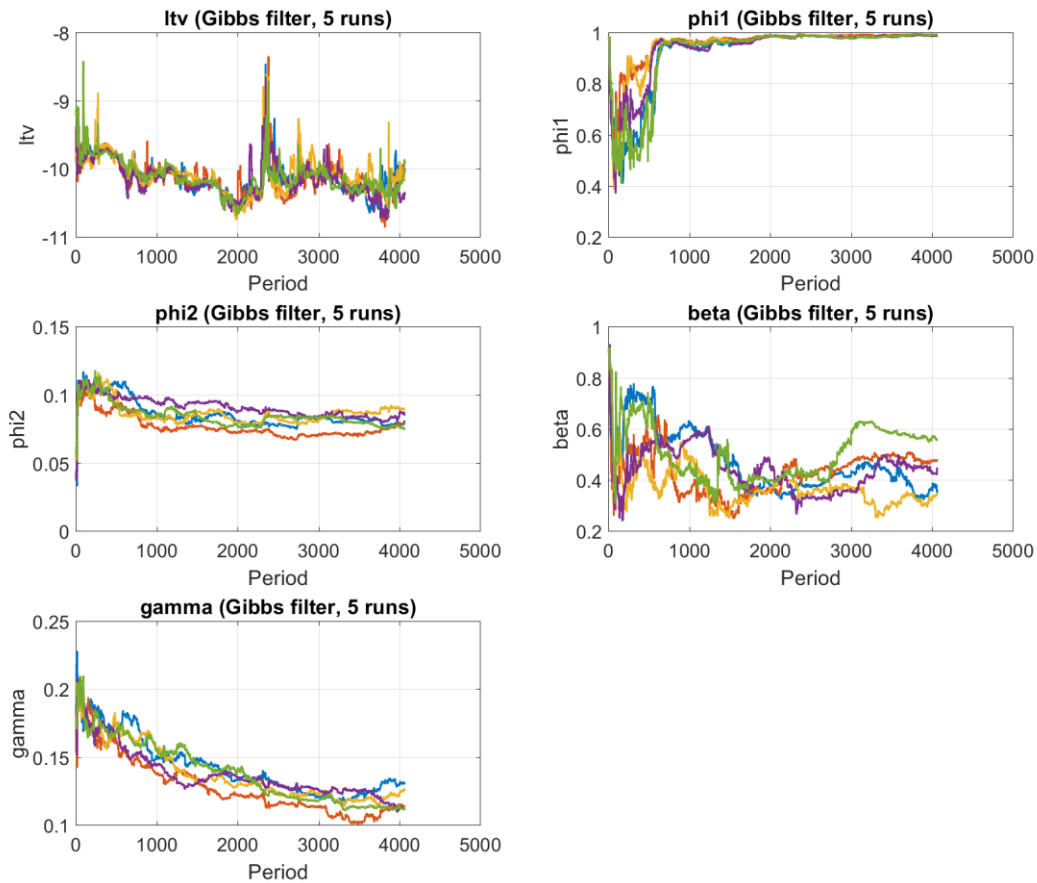 ltv (Gibbs filter, 5 runs)
-8
-9
-10
-11
ltv
0 1000 2000 3000 4000 5000
Period
phi1 (Gibbs filter, 5 runs)
1
0.8
0.6
0.4
0.2
phi1
0 1000 2000 3000 4000 5000
Period
phi2 (Gibbs filter, 5 runs)
0.15
0.1
0.05
0
phi2
0 1000 2000 3000 4000 5000
Period
beta (Gibbs filter, 5 runs)
1
0.8
0.6
0.4
0.2
beta
0 1000 2000 3000 4000 5000
Period
gamma (Gibbs filter, 5 runs)
0.25
0.2
0.15
0.1
gamma
0 1000 2000 3000 4000 5000
Period